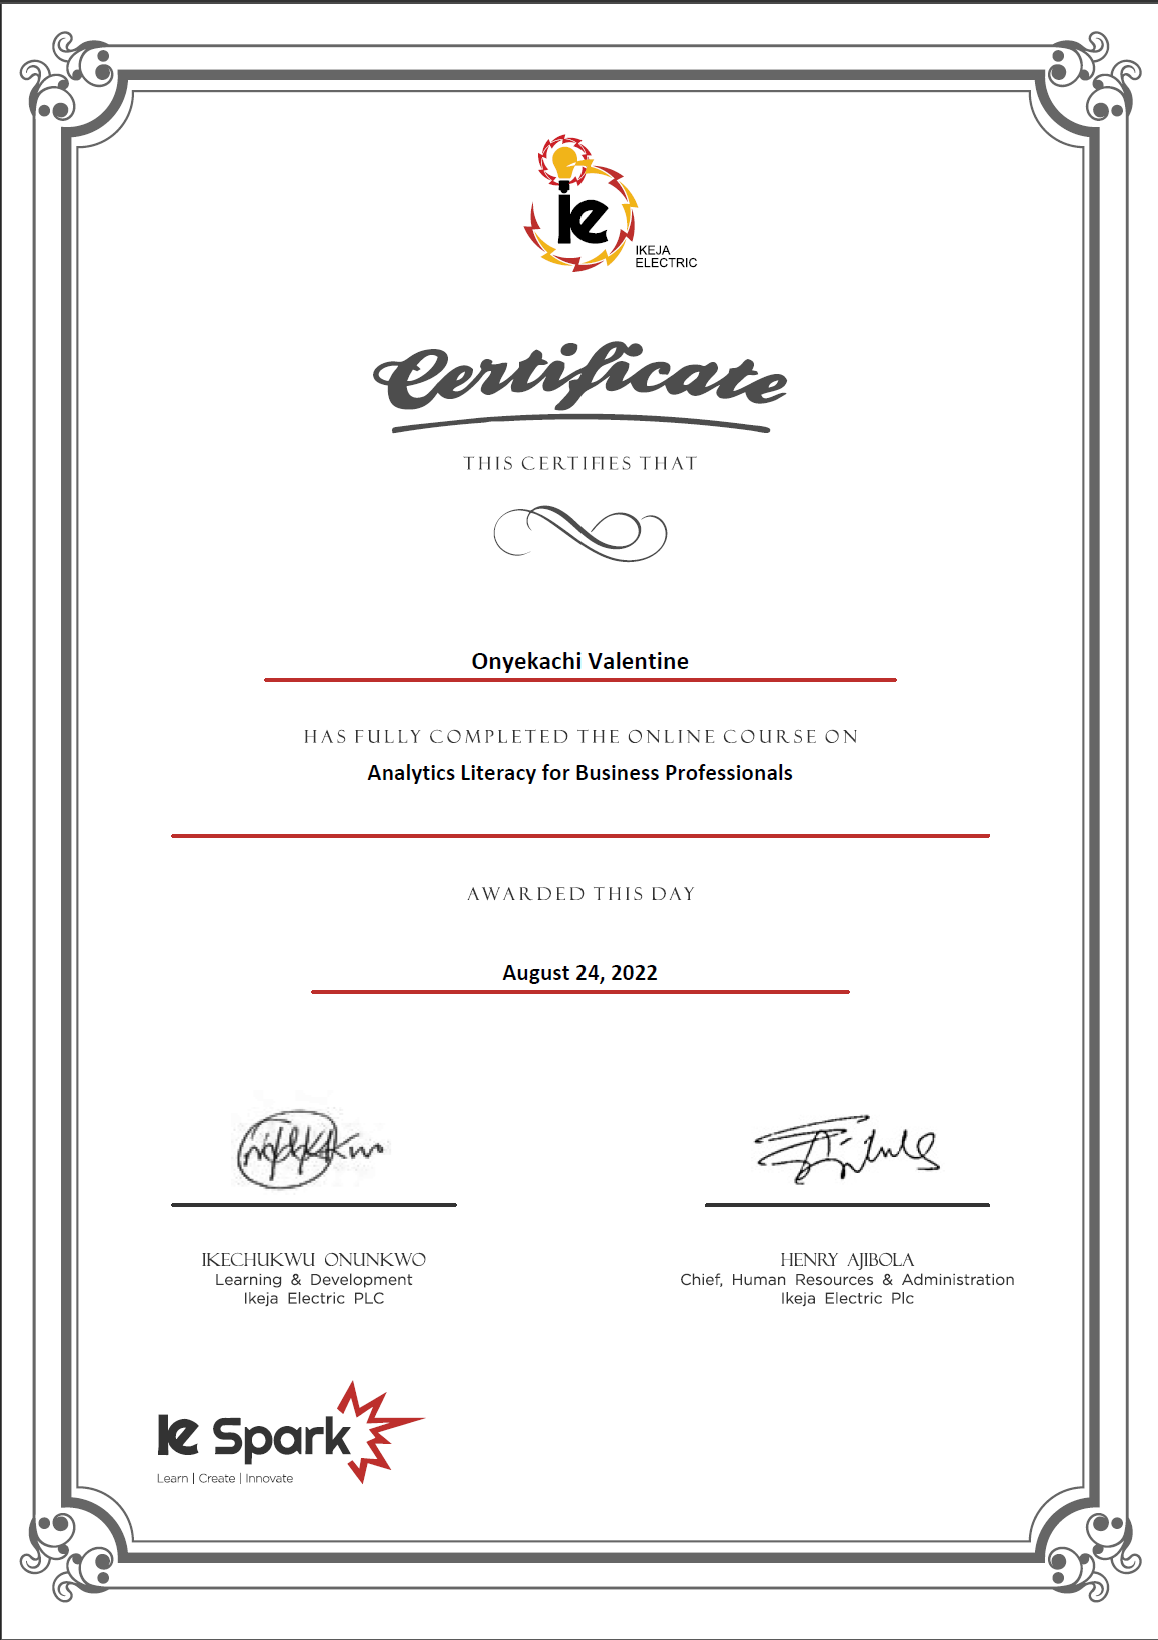 ie
IKEJA
ELECTRIC
Certificate
THIS CERTIFIES THAT
Onyekachi Valentine
HAS FULLY COMPLETED THE ONLINE COURSE ON
Analytics Literacy for Business Professionals
AWARDED THIS DAY
August 24, 2022
IKECHUKWU ONUNKWO
Learning & Development
Ikeja Electric PLC
HENRY AJIBOLA
Chief, Human Resources & Administration
Ikeja Electric Plc
Ie Spark
Learn | Create | Innovate